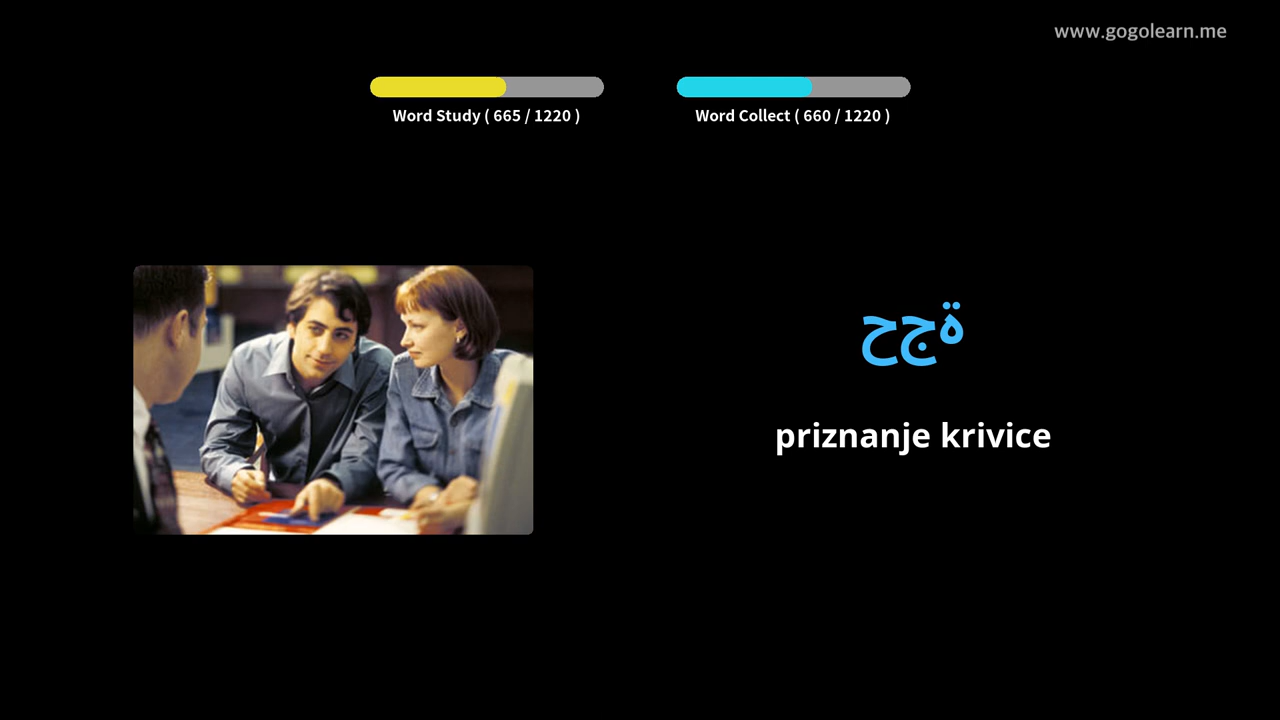 www.gogolearn.me
Word Study ( 665 / 1220 )
Word Collect ( 660 / 1220 )
حجة
priznanje krivice